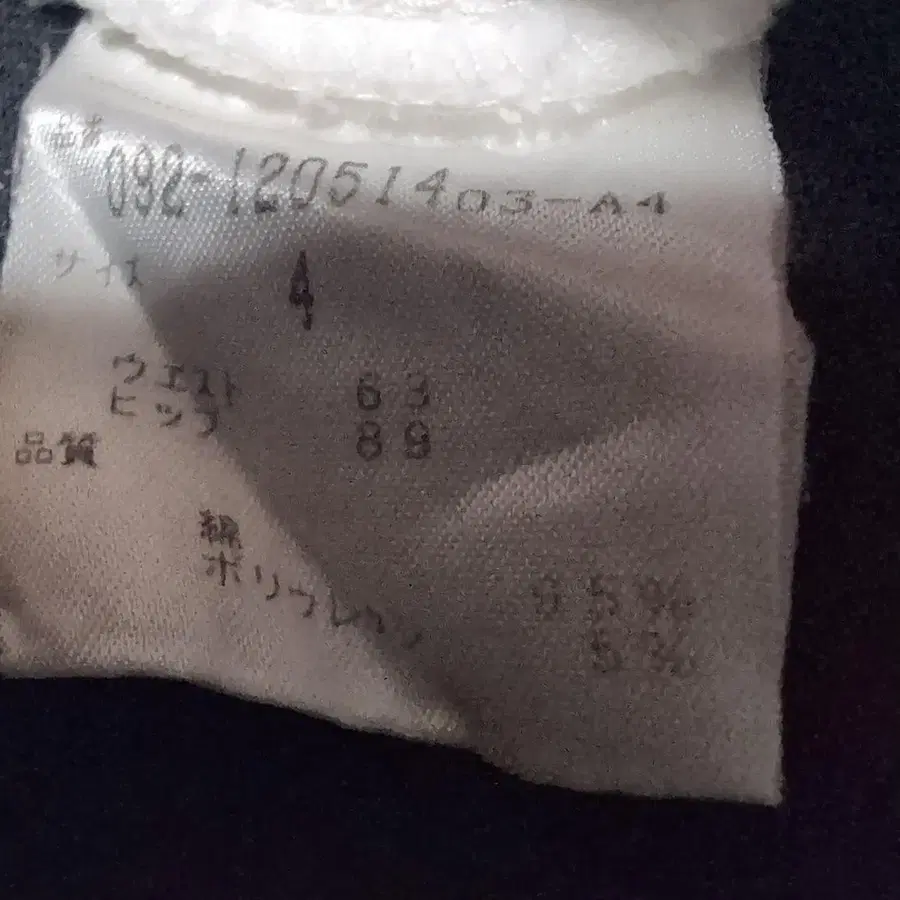 品番 092-12051403-A4
サイズ 4
ウエスト 63
ヒップ 89
品質
綿 95%
ポリウレタン 5%